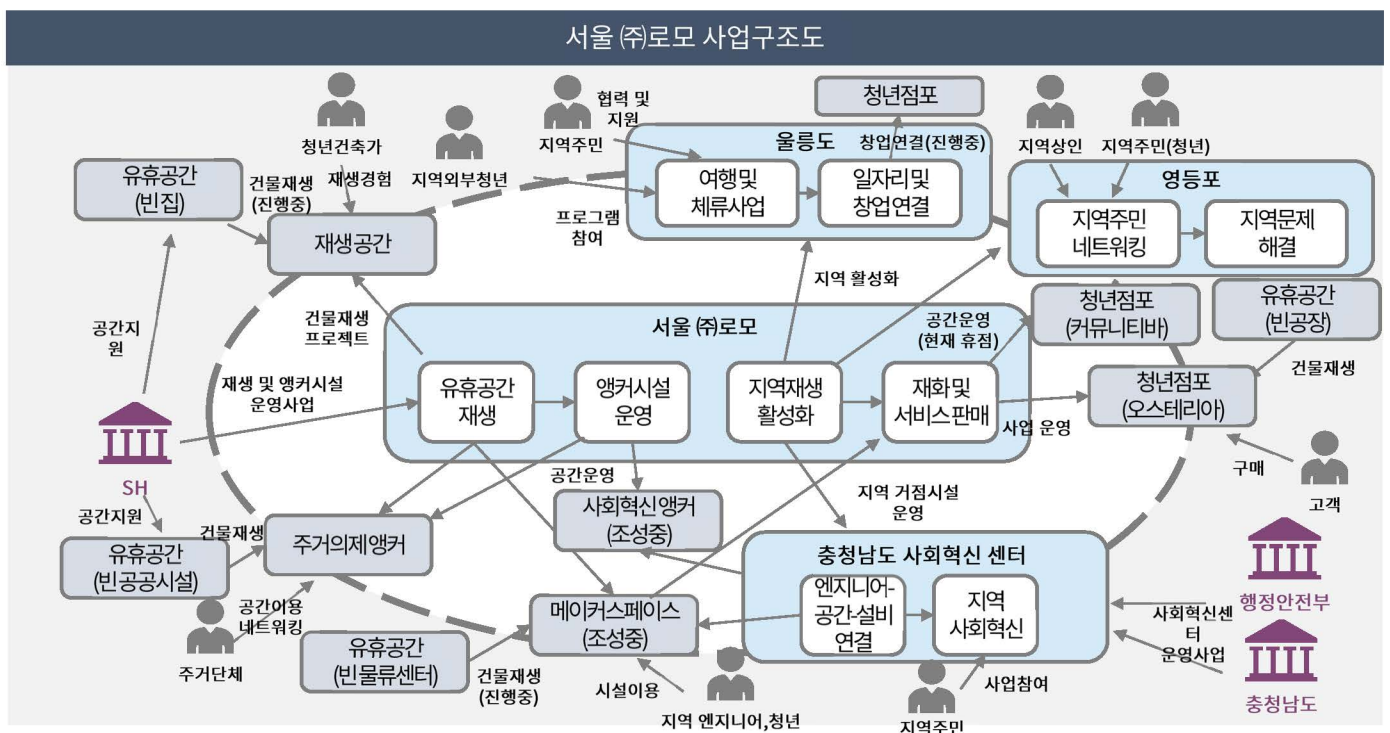 서울 ㈜로모 사업구조도
협력 및
지원
청년점포
청년건축가
지역주민
울릉도
창업연결(진행중)
지역상인
지역주민(청년)
유휴공간
(빈집)
건물재생
(진행중)
재생경험
지역외부청년
여행 및
체류사업
일자리 및
창업 연결
영등포
프로그램
참여
지역주민
네트워킹
지역문제
해결
재생공간
지역 활성화
공간지
원
건물재생
프로젝트
서울 ㈜로모
공간운영
(현재 휴점)
청년점포
(커뮤니티바)
유휴공간
(빈공장)
재생 및 앵커시설
운영사업
유휴공간
재생
앵커시설
운영
지역재생
활성화
재화 및
서비스판매
건물재생
청년점포
(오스테리아)
사업 운영
SH
공간운영
지역 거점시설
운영
구매
고객
공간지원
사회혁신앵커
(조성중)
유휴공간
(빈공공시설)
건물재생
주거의제앵커
충청남도 사회혁신 센터
행정안전부
공간이용
네트워킹
메이커스페이스
(조성중)
엔지니어-
공간-설비
연결
지역
사회혁신
사회혁신센
터
운영사업
주거단체
유휴공간
(빈물류센터)
건물재생
(진행중)
시설이용
사업참여
충청남도
지역 엔지니어,청년
지역주민